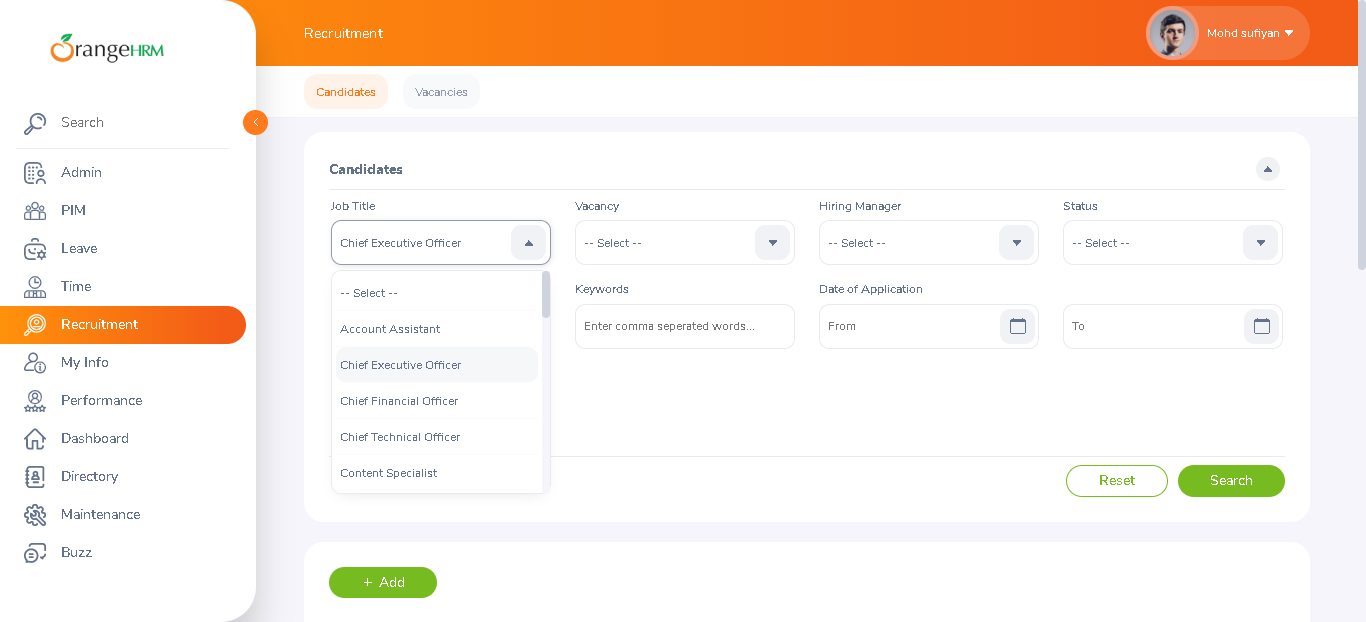 OrangeHRM
Search
Admin
PIM
Leave
Time
Recruitment
My Info
Performance
Dashboard
Directory
Maintenance
Buzz
Recruitment
Mohd sufiyan
Candidates
Vacancies
Candidates
Job Title
Vacancy
Hiring Manager
Status
Chief Executive Officer
-- Select --
-- Select --
-- Select --
-- Select --
Account Assistant
Chief Executive Officer
Chief Financial Officer
Chief Technical Officer
Content Specialist
Keywords
Date of Application
Enter comma seperated words...
From
To
Reset
Search
+ Add